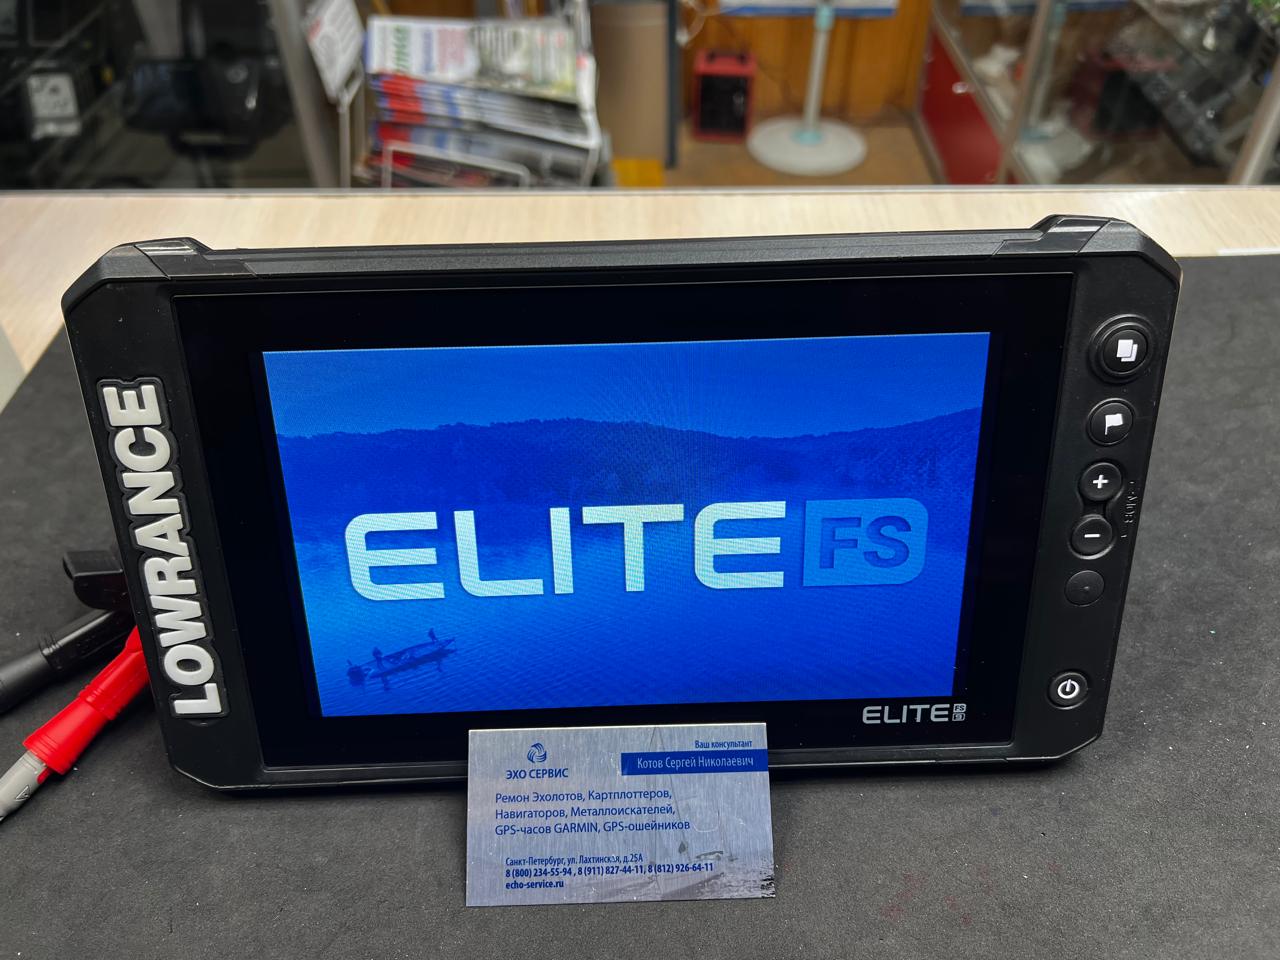 LOWRANCE
ELITE FS
ELITE FS 9
ЭХО СЕРВИС
Ваш консультант
Котов Сергей Николаевич
Ремон Эхолотов, Картплоттеров,
Навигаторов, Металлоискателей,
GPS-часов GARMIN, GPS-ошейников
Санкт-Петербург, ул. Лахтинская, д.25А
8 (800) 234-55-94 , 8 (911) 827-44-11, 8 (812) 926-64-11
echo-service.ru